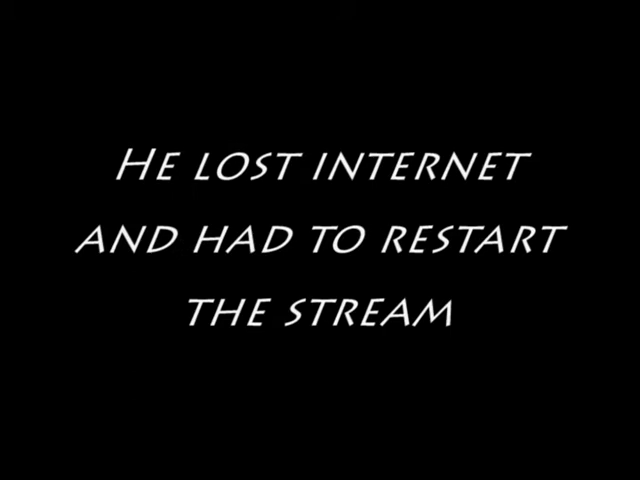 He lost internet
and had to restart
the stream